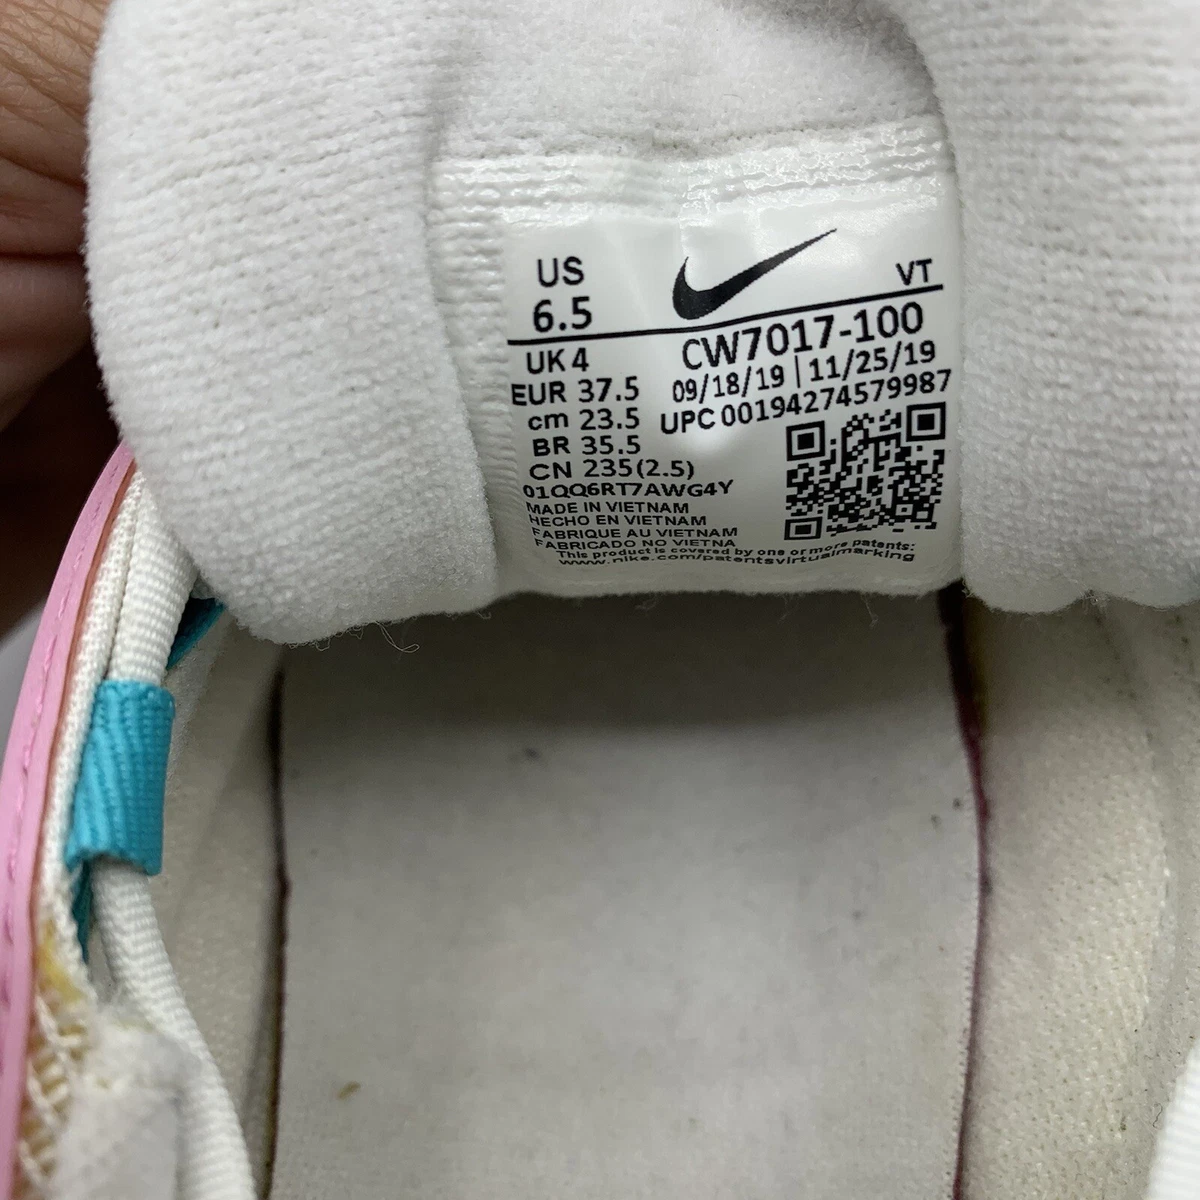 US
6.5
VT
UK 4
EUR 37.5
cm 23.5
BR 35.5
CN 235(2.5)
CW7017-100
09/18/19 | 11/25/19
UPC 00194274579987
01QQ6RT7AWG4Y
MADE IN VIETNAM
HECHO EN VIETNAM
FABRIQUE AU VIETNAM
FABRICADO NO VIETNA
This product is covered by one or more patents:
www.nike.com/patentsvirtualmarking